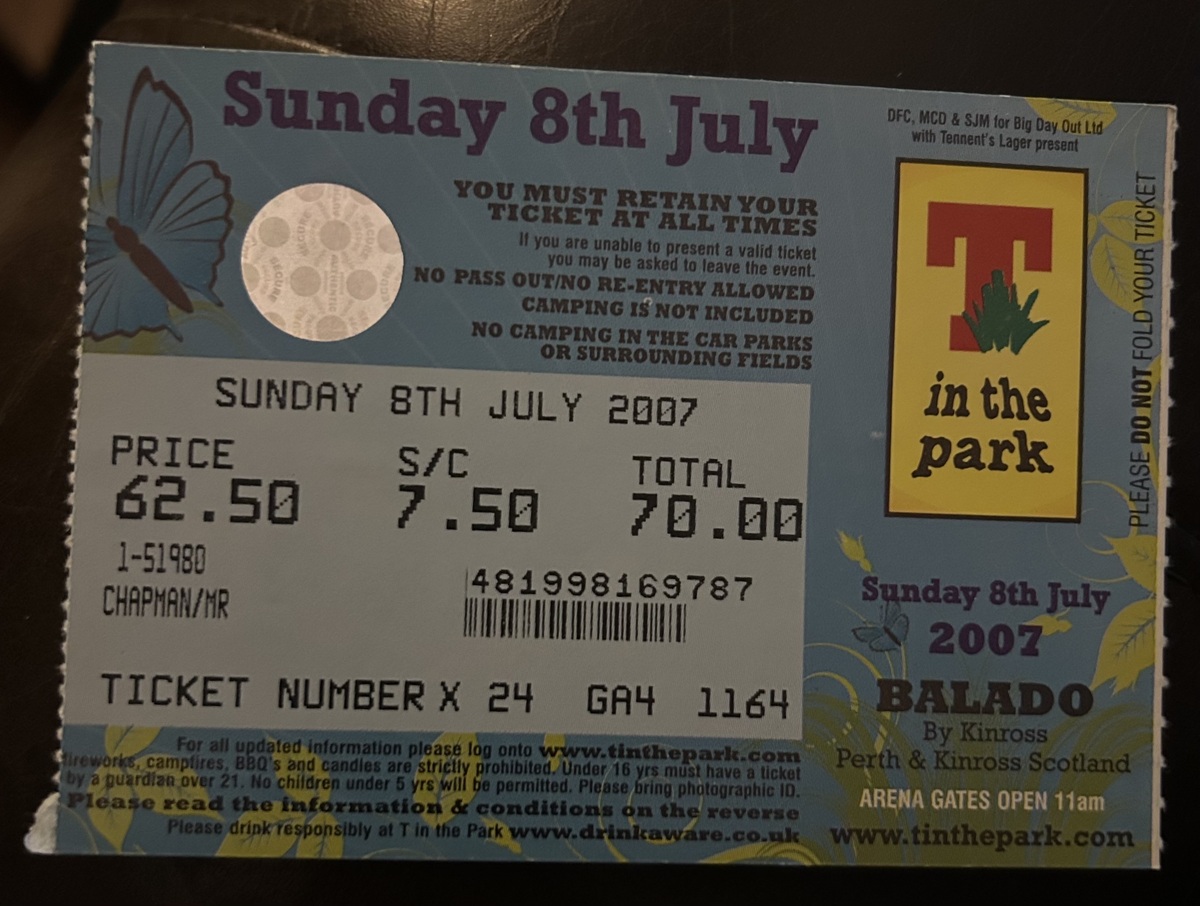 Sunday 8th July
YOU MUST RETAIN YOUR
TICKET AT ALL TIMES
If you are unable to present a valid ticket
you may be asked to leave the event.
NO PASS OUT/NO RE-ENTRY ALLOWED
CAMPING IS NOT INCLUDED
NO CAMPING IN THE CAR PARKS
OR SURROUNDING FIELDS
SUNDAY 8TH JULY 2007
PRICE S/C TOTAL
62.50 7.50 70.00
1-51980
CHAPMAN/MR
481998169787
TICKET NUMBER X 24 GA4 1164
For all updated information please log onto www.tinthepark.com
fireworks, campfires, BBQ's and candles are strictly prohibited. Under 16 yrs must have a ticket
by a guardian over 21. No children under 5 yrs will be permitted. Please bring photographic ID.
Please read the information & conditions on the reverse
Please drink responsibly at T in the Park www.drinkaware.co.uk
DFC, MCD & SJM for Big Day Out Ltd
with Tennent's Lager present
T
in the
park
Sunday 8th July
2007
BALADO
By Kinross
Perth & Kinross Scotland
ARENA GATES OPEN 11am
www.tinthepark.com
PLEASE DO NOT FOLD YOUR TICKET